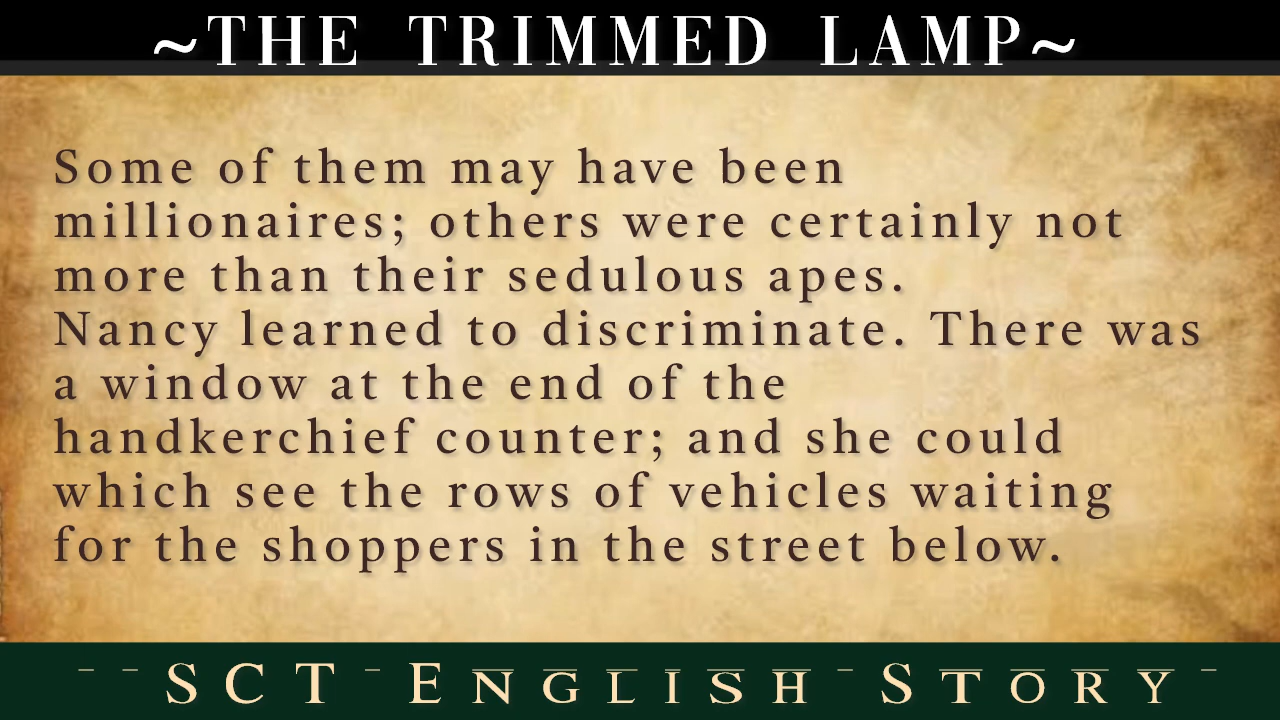 ~THE TRIMMED LAMP~
Some of them may have been
millionaires; others were certainly not
more than their sedulous apes.
Nancy learned to discriminate. There was
a window at the end of the
handkerchief counter; and she could
which see the rows of vehicles waiting
for the shoppers in the street below.
SCT English Story